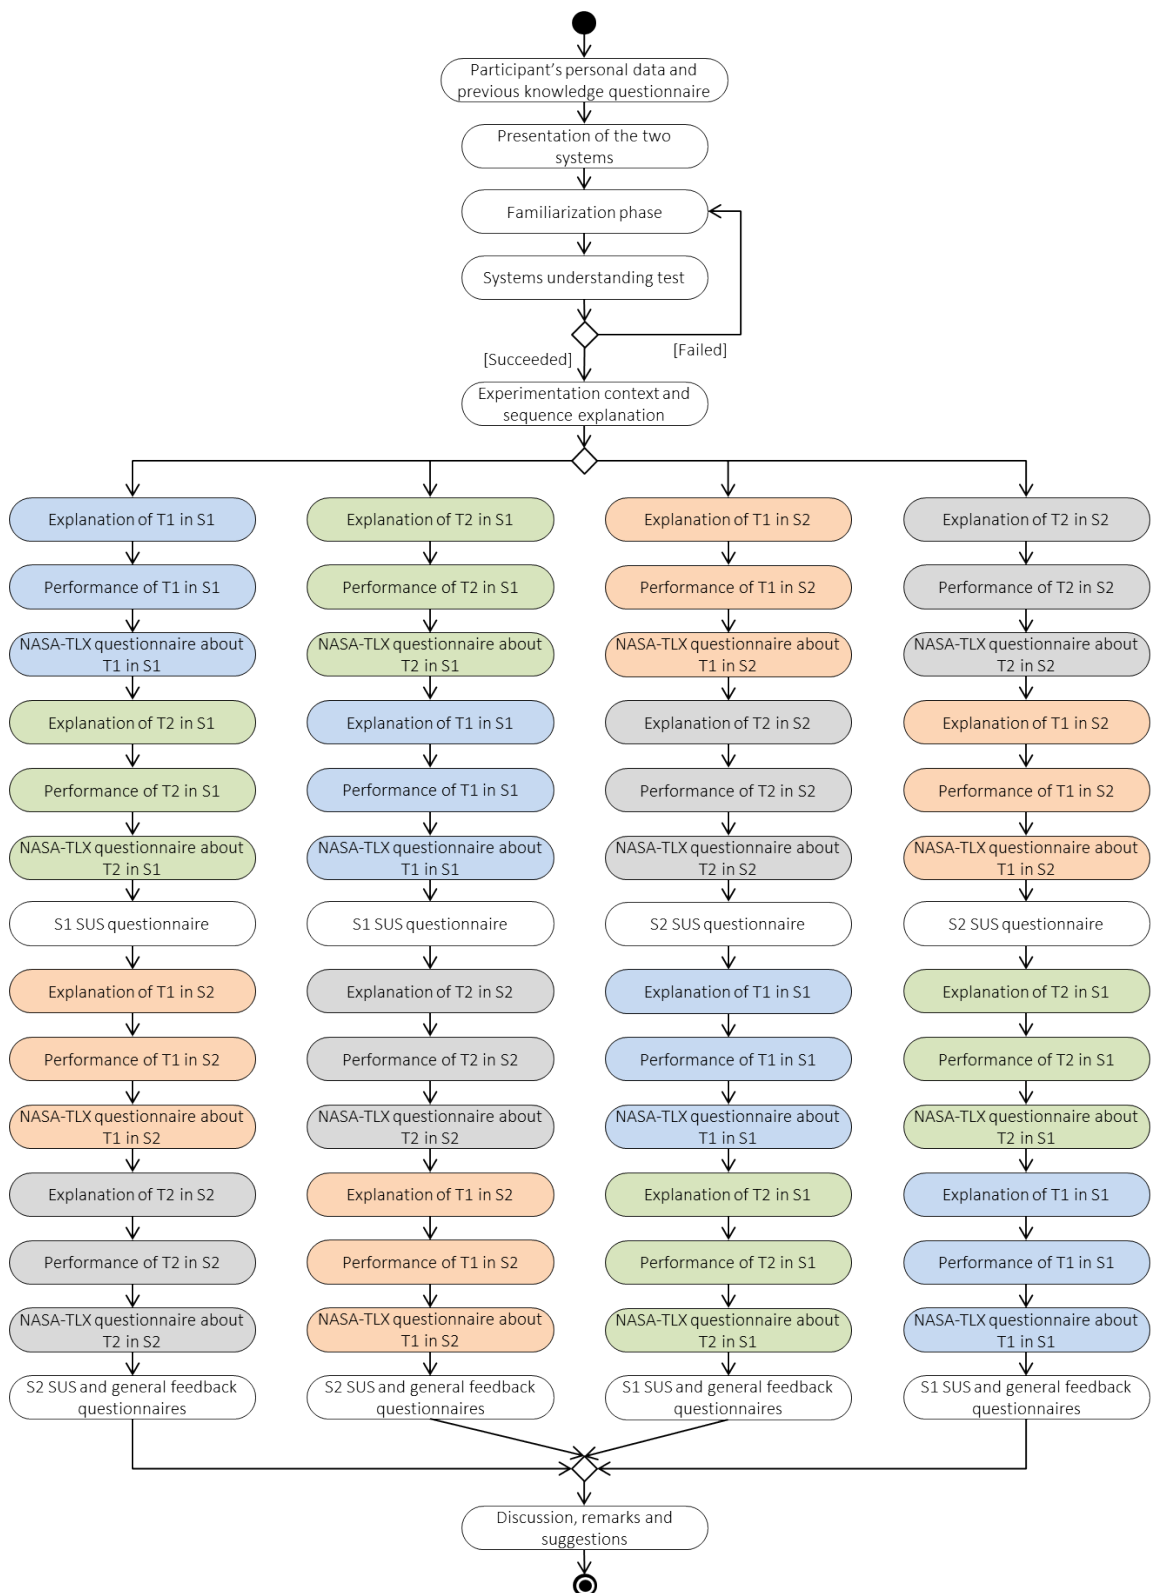 Participant's personal data and
previous knowledge questionnaire
Presentation of the two
systems
Familiarization phase
Systems understanding test
[Succeeded]
[Failed]
Experimentation context and
sequence explanation
Explanation of T1 in S1
Performance of T1 in S1
NASA-TLX questionnaire about
T1 in S1
Explanation of T2 in S1
Performance of T2 in S1
NASA-TLX questionnaire about
T2 in S1
S1 SUS questionnaire
Explanation of T1 in S2
Performance of T1 in S2
NASA-TLX questionnaire about
T1 in S2
Explanation of T2 in S2
Performance of T2 in S2
NASA-TLX questionnaire about
T2 in S2
S2 SUS and general feedback
questionnaires
Explanation of T2 in S1
Performance of T2 in S1
NASA-TLX questionnaire about
T2 in S1
Explanation of T1 in S1
Performance of T1 in S1
NASA-TLX questionnaire about
T1 in S1
S1 SUS questionnaire
Explanation of T2 in S2
Performance of T2 in S2
NASA-TLX questionnaire about
T2 in S2
Explanation of T1 in S2
Performance of T1 in S2
NASA-TLX questionnaire about
T1 in S2
S2 SUS and general feedback
questionnaires
Explanation of T1 in S2
Performance of T1 in S2
NASA-TLX questionnaire about
T1 in S2
Explanation of T2 in S2
Performance of T2 in S2
NASA-TLX questionnaire about
T2 in S2
S2 SUS questionnaire
Explanation of T1 in S1
Performance of T1 in S1
NASA-TLX questionnaire about
T1 in S1
Explanation of T2 in S1
Performance of T2 in S1
NASA-TLX questionnaire about
T2 in S1
S1 SUS and general feedback
questionnaires
Explanation of T2 in S2
Performance of T2 in S2
NASA-TLX questionnaire about
T2 in S2
Explanation of T1 in S2
Performance of T1 in S2
NASA-TLX questionnaire about
T1 in S2
S2 SUS questionnaire
Explanation of T2 in S1
Performance of T2 in S1
NASA-TLX questionnaire about
T2 in S1
Explanation of T1 in S1
Performance of T1 in S1
NASA-TLX questionnaire about
T1 in S1
S1 SUS and general feedback
questionnaires
Discussion, remarks and
suggestions